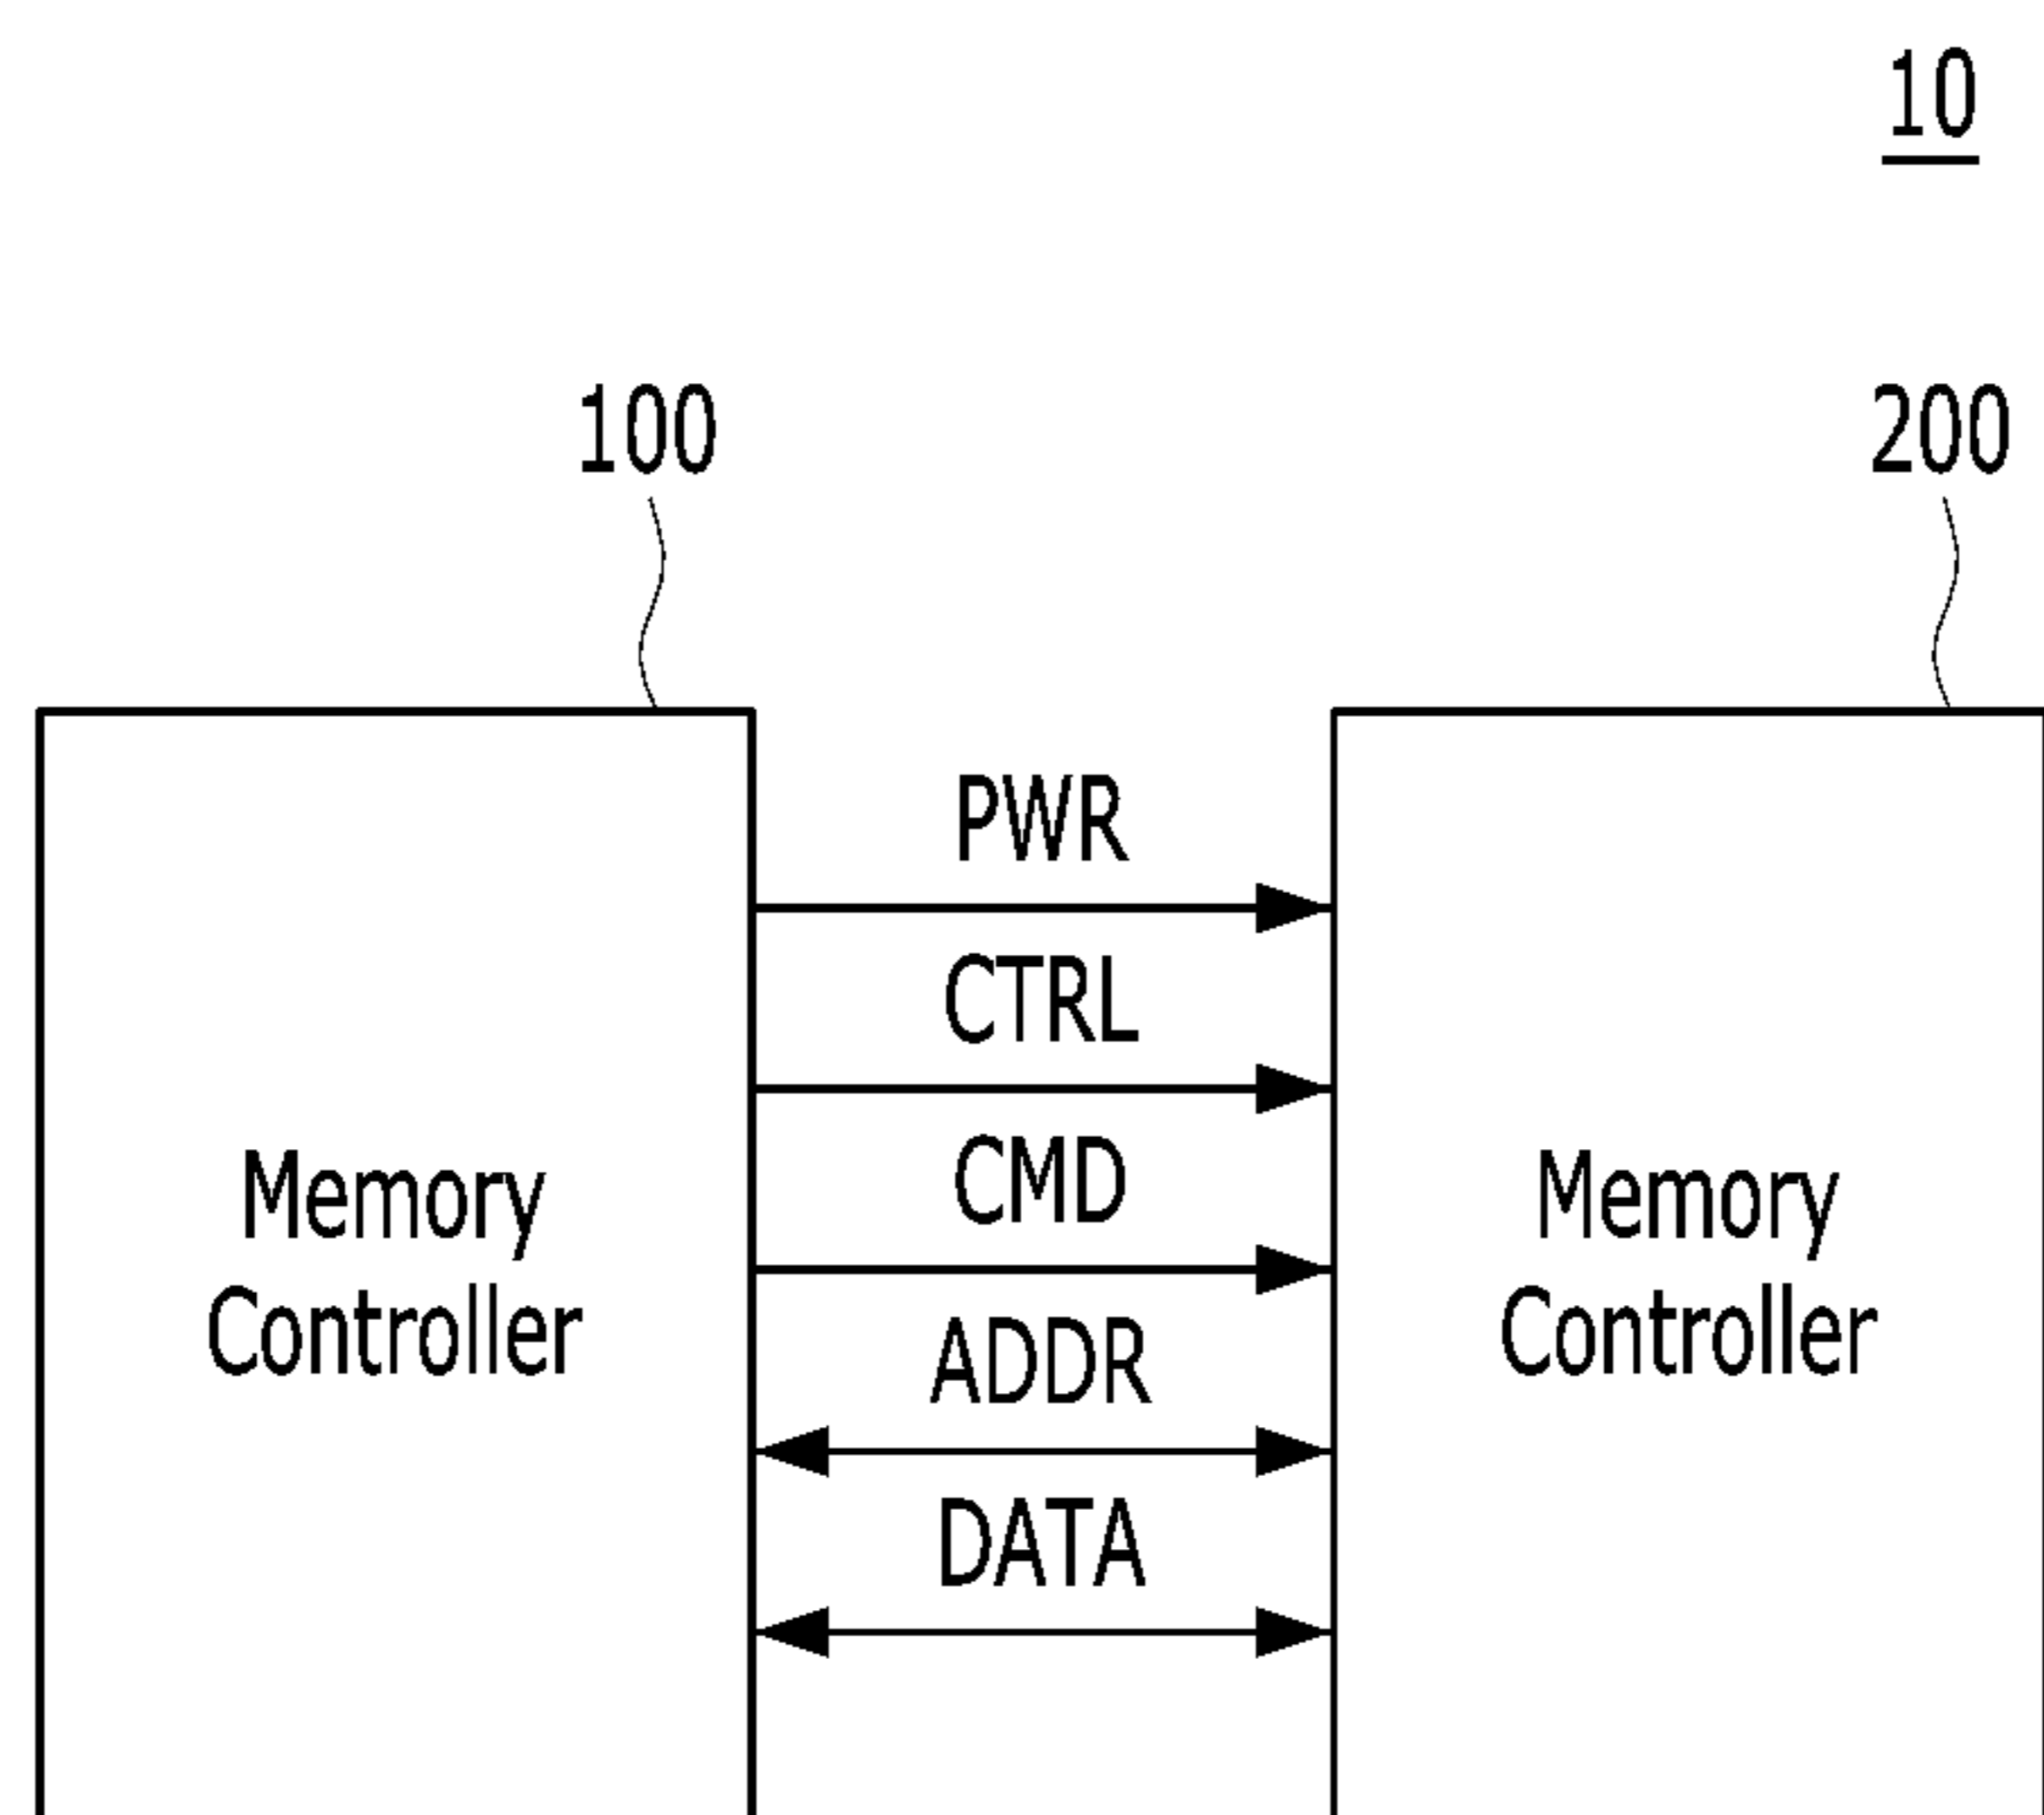 10
100
200
PWR
CTRL
CMD
ADDR
DATA
Memory
Controller
Memory
Controller